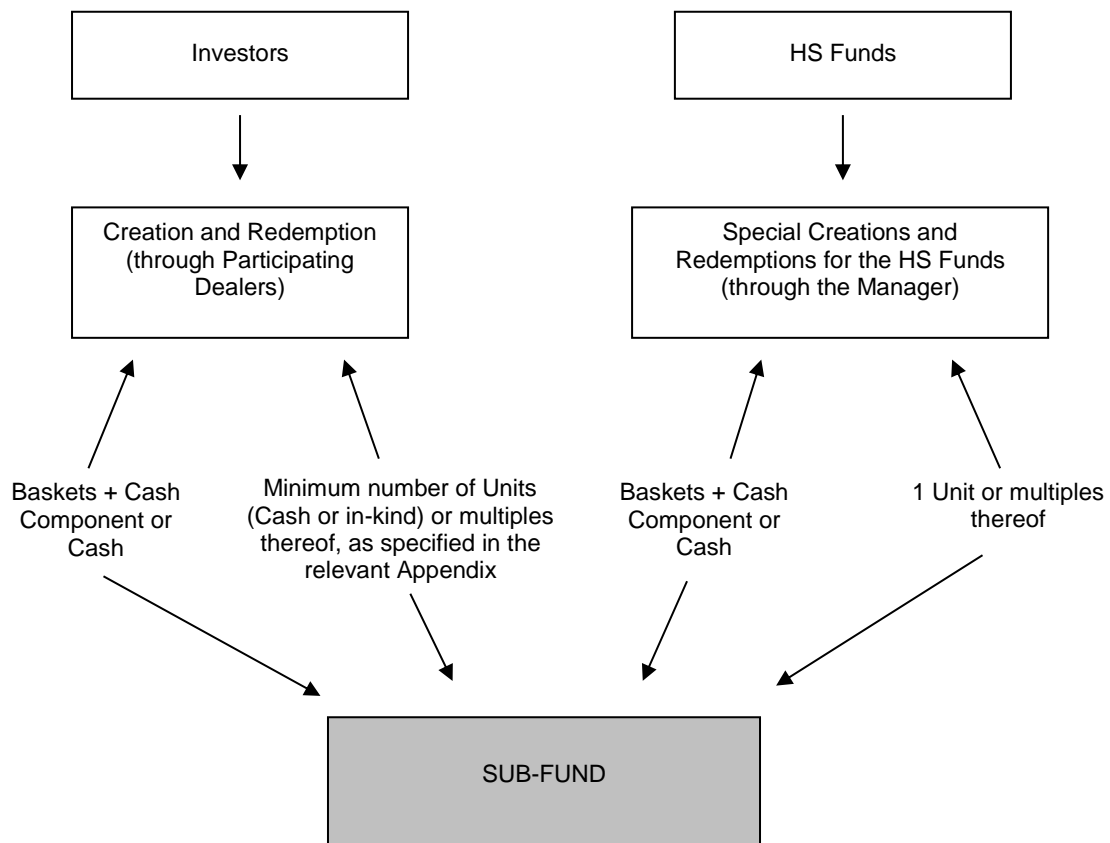 Investors
HS Funds
Creation and Redemption
(through Participating
Dealers)
Special Creations and
Redemptions for the HS Funds
(through the Manager)
Baskets + Cash
Component or
Cash
Minimum number of Units
(Cash or in-kind) or multiples
thereof, as specified in the
relevant Appendix
Baskets + Cash
Component or
Cash
1 Unit or multiples
thereof
SUB-FUND